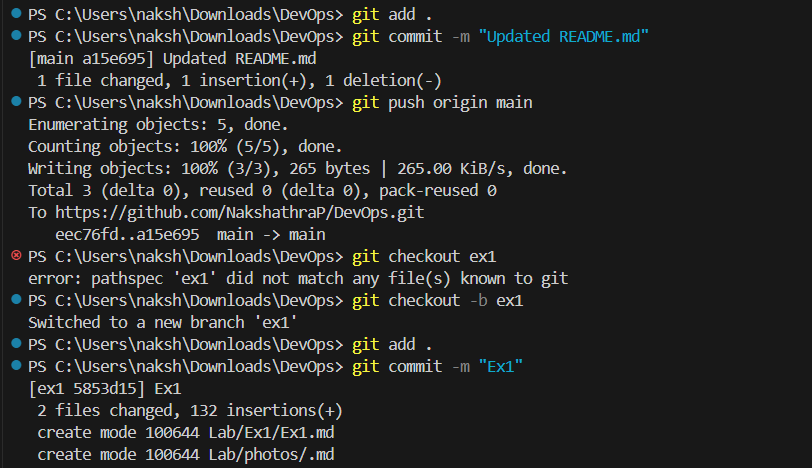 PS C:\Users\naksh\Downloads\DevOps> git add .
PS C:\Users\naksh\Downloads\DevOps> git commit -m "Updated README.md"
[main a15e695] Updated README.md
 1 file changed, 1 insertion(+), 1 deletion(-)
PS C:\Users\naksh\Downloads\DevOps> git push origin main
Enumerating objects: 5, done.
Counting objects: 100% (5/5), done.
Writing objects: 100% (3/3), 265 bytes | 265.00 KiB/s, done.
Total 3 (delta 0), reused 0 (delta 0), pack-reused 0
To https://github.com/NakshathraP/DevOps.git
   eec76fd..a15e695  main -> main
PS C:\Users\naksh\Downloads\DevOps> git checkout ex1
error: pathspec 'ex1' did not match any file(s) known to git
PS C:\Users\naksh\Downloads\DevOps> git checkout -b ex1
Switched to a new branch 'ex1'
PS C:\Users\naksh\Downloads\DevOps> git add .
PS C:\Users\naksh\Downloads\DevOps> git commit -m "Ex1"
[ex1 5853d15] Ex1
 2 files changed, 132 insertions(+)
 create mode 100644 Lab/Ex1/Ex1.md
 create mode 100644 Lab/photos/.md